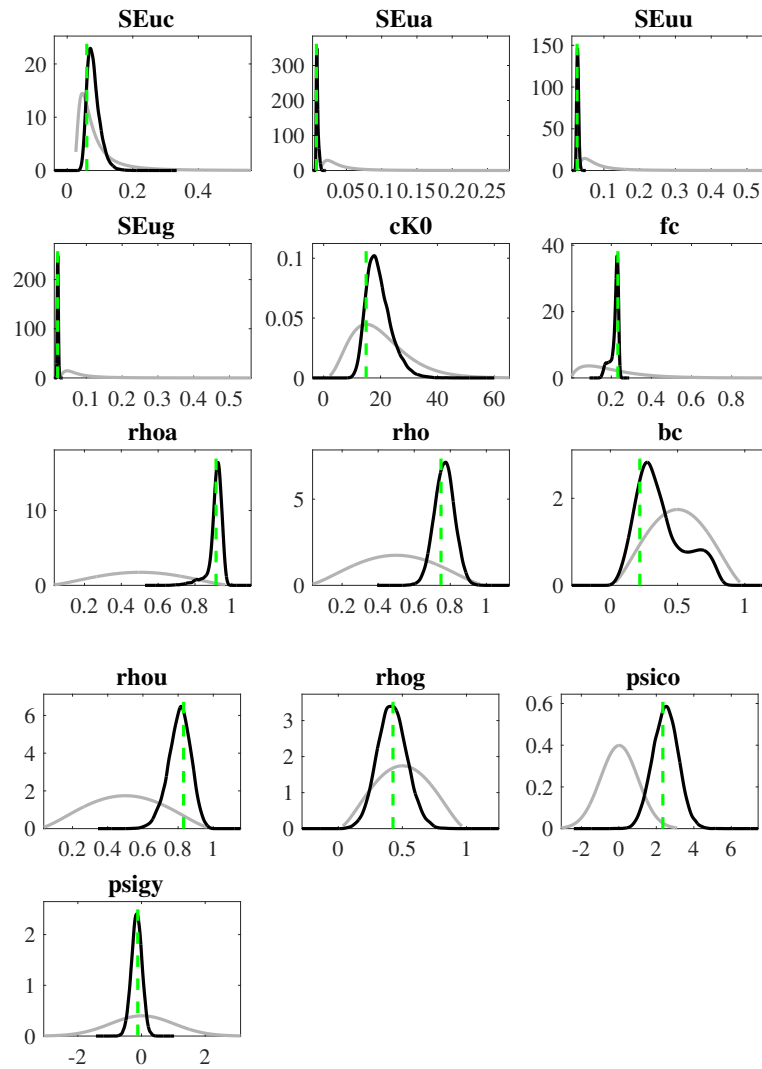 SEuc SEua SEuu
20 300 150
10 200 100
0 100 50
0 0
0 0.2 0.4 0.05 0.1 0.15 0.2 0.25 0.1 0.2 0.3 0.4 0.5
SEug cK0 fc
200 0.1 40
100 0.05 20
0 0 0
0.1 0.2 0.3 0.4 0.5 0 20 40 60 0.2 0.4 0.6 0.8
rhoa rho bc
10 5 2
0 0 0
0.2 0.4 0.6 0.8 1 0.2 0.4 0.6 0.8 1 0 0.5 1
rhou rhog psico
6 3 0.6
4 2 0.4
2 1 0.2
0 0 0
0.2 0.4 0.6 0.8 1 0 0.5 1 -2 0 2 4 6
psigy
2
1
0
-2 0 2